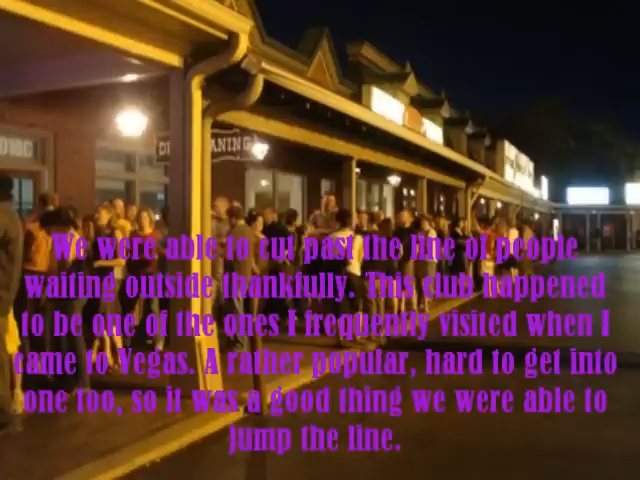 DRY CLEANING
We were able to cut past the line of people
waiting outside thankfully. This club happened
to be one of the ones I frequently visited when I
came to Vegas. A rather popular, hard to get into
one too, so it was a good thing we were able to
jump the line.